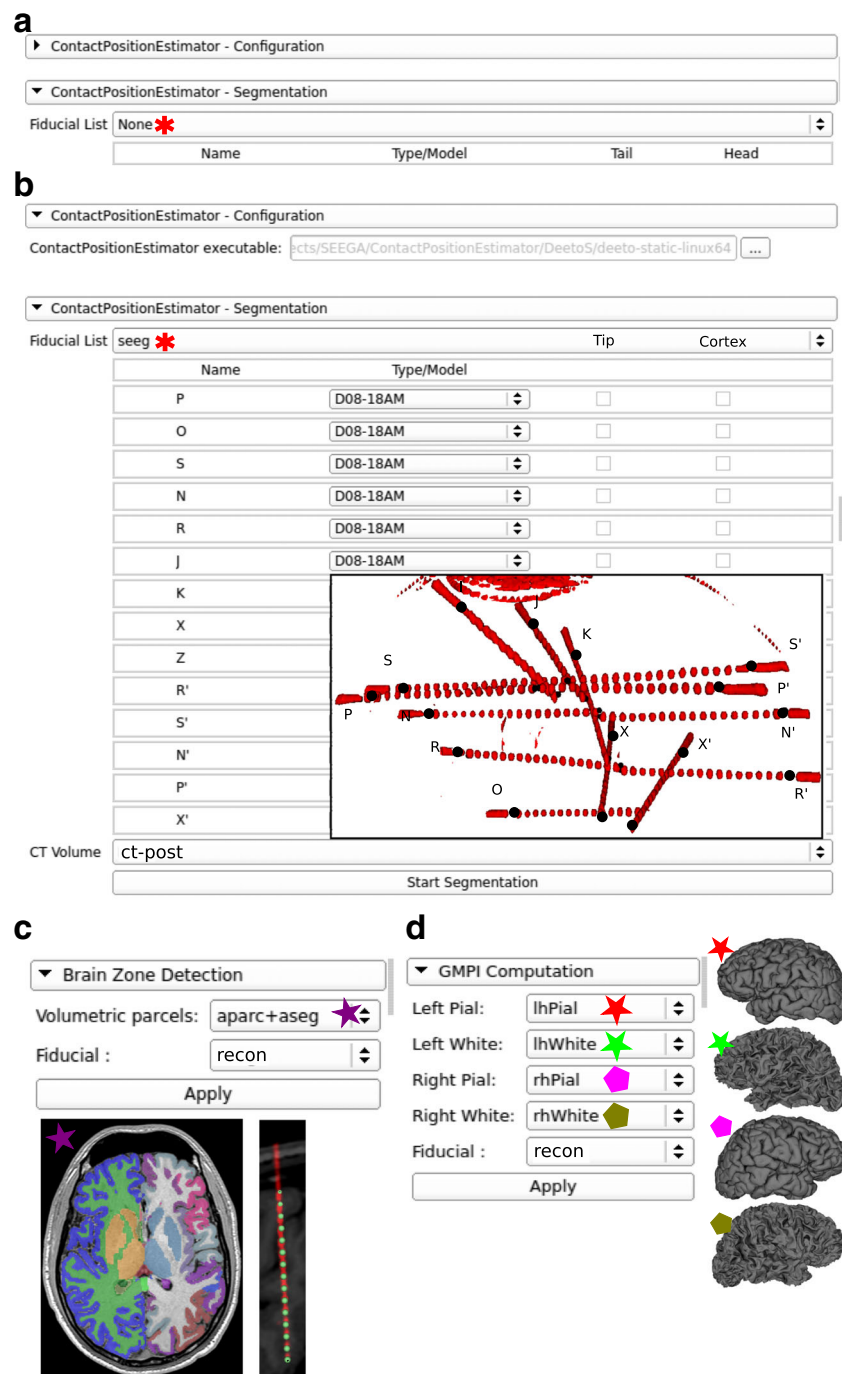 a
ContactPositionEstimator - Configuration
ContactPositionEstimator - Segmentation
Fiducial List None
Name Type/Model Tail Head
b
ContactPositionEstimator - Configuration
ContactPositionEstimator executable: ects/SEEGA/ContactPositionEstimator/DeetoS/deeto-static-linux64 ...
ContactPositionEstimator - Segmentation
Fiducial List seeg Tip Cortex
Name Type/Model
P D08-18AM
O D08-18AM
S D08-18AM
N D08-18AM
R D08-18AM
J D08-18AM
K
X
Z
R'
S'
N'
P'
X'
I
J
K
S'
S
P'
P
N
X
X'
N'
R
R'
O
CT Volume ct-post
Start Segmentation
c
Brain Zone Detection
Volumetric parcels: aparc+aseg
Fiducial : recon
Apply
d
GMPI Computation
Left Pial: lhPial
Left White: lhWhite
Right Pial: rhPial
Right White: rhWhite
Fiducial : recon
Apply